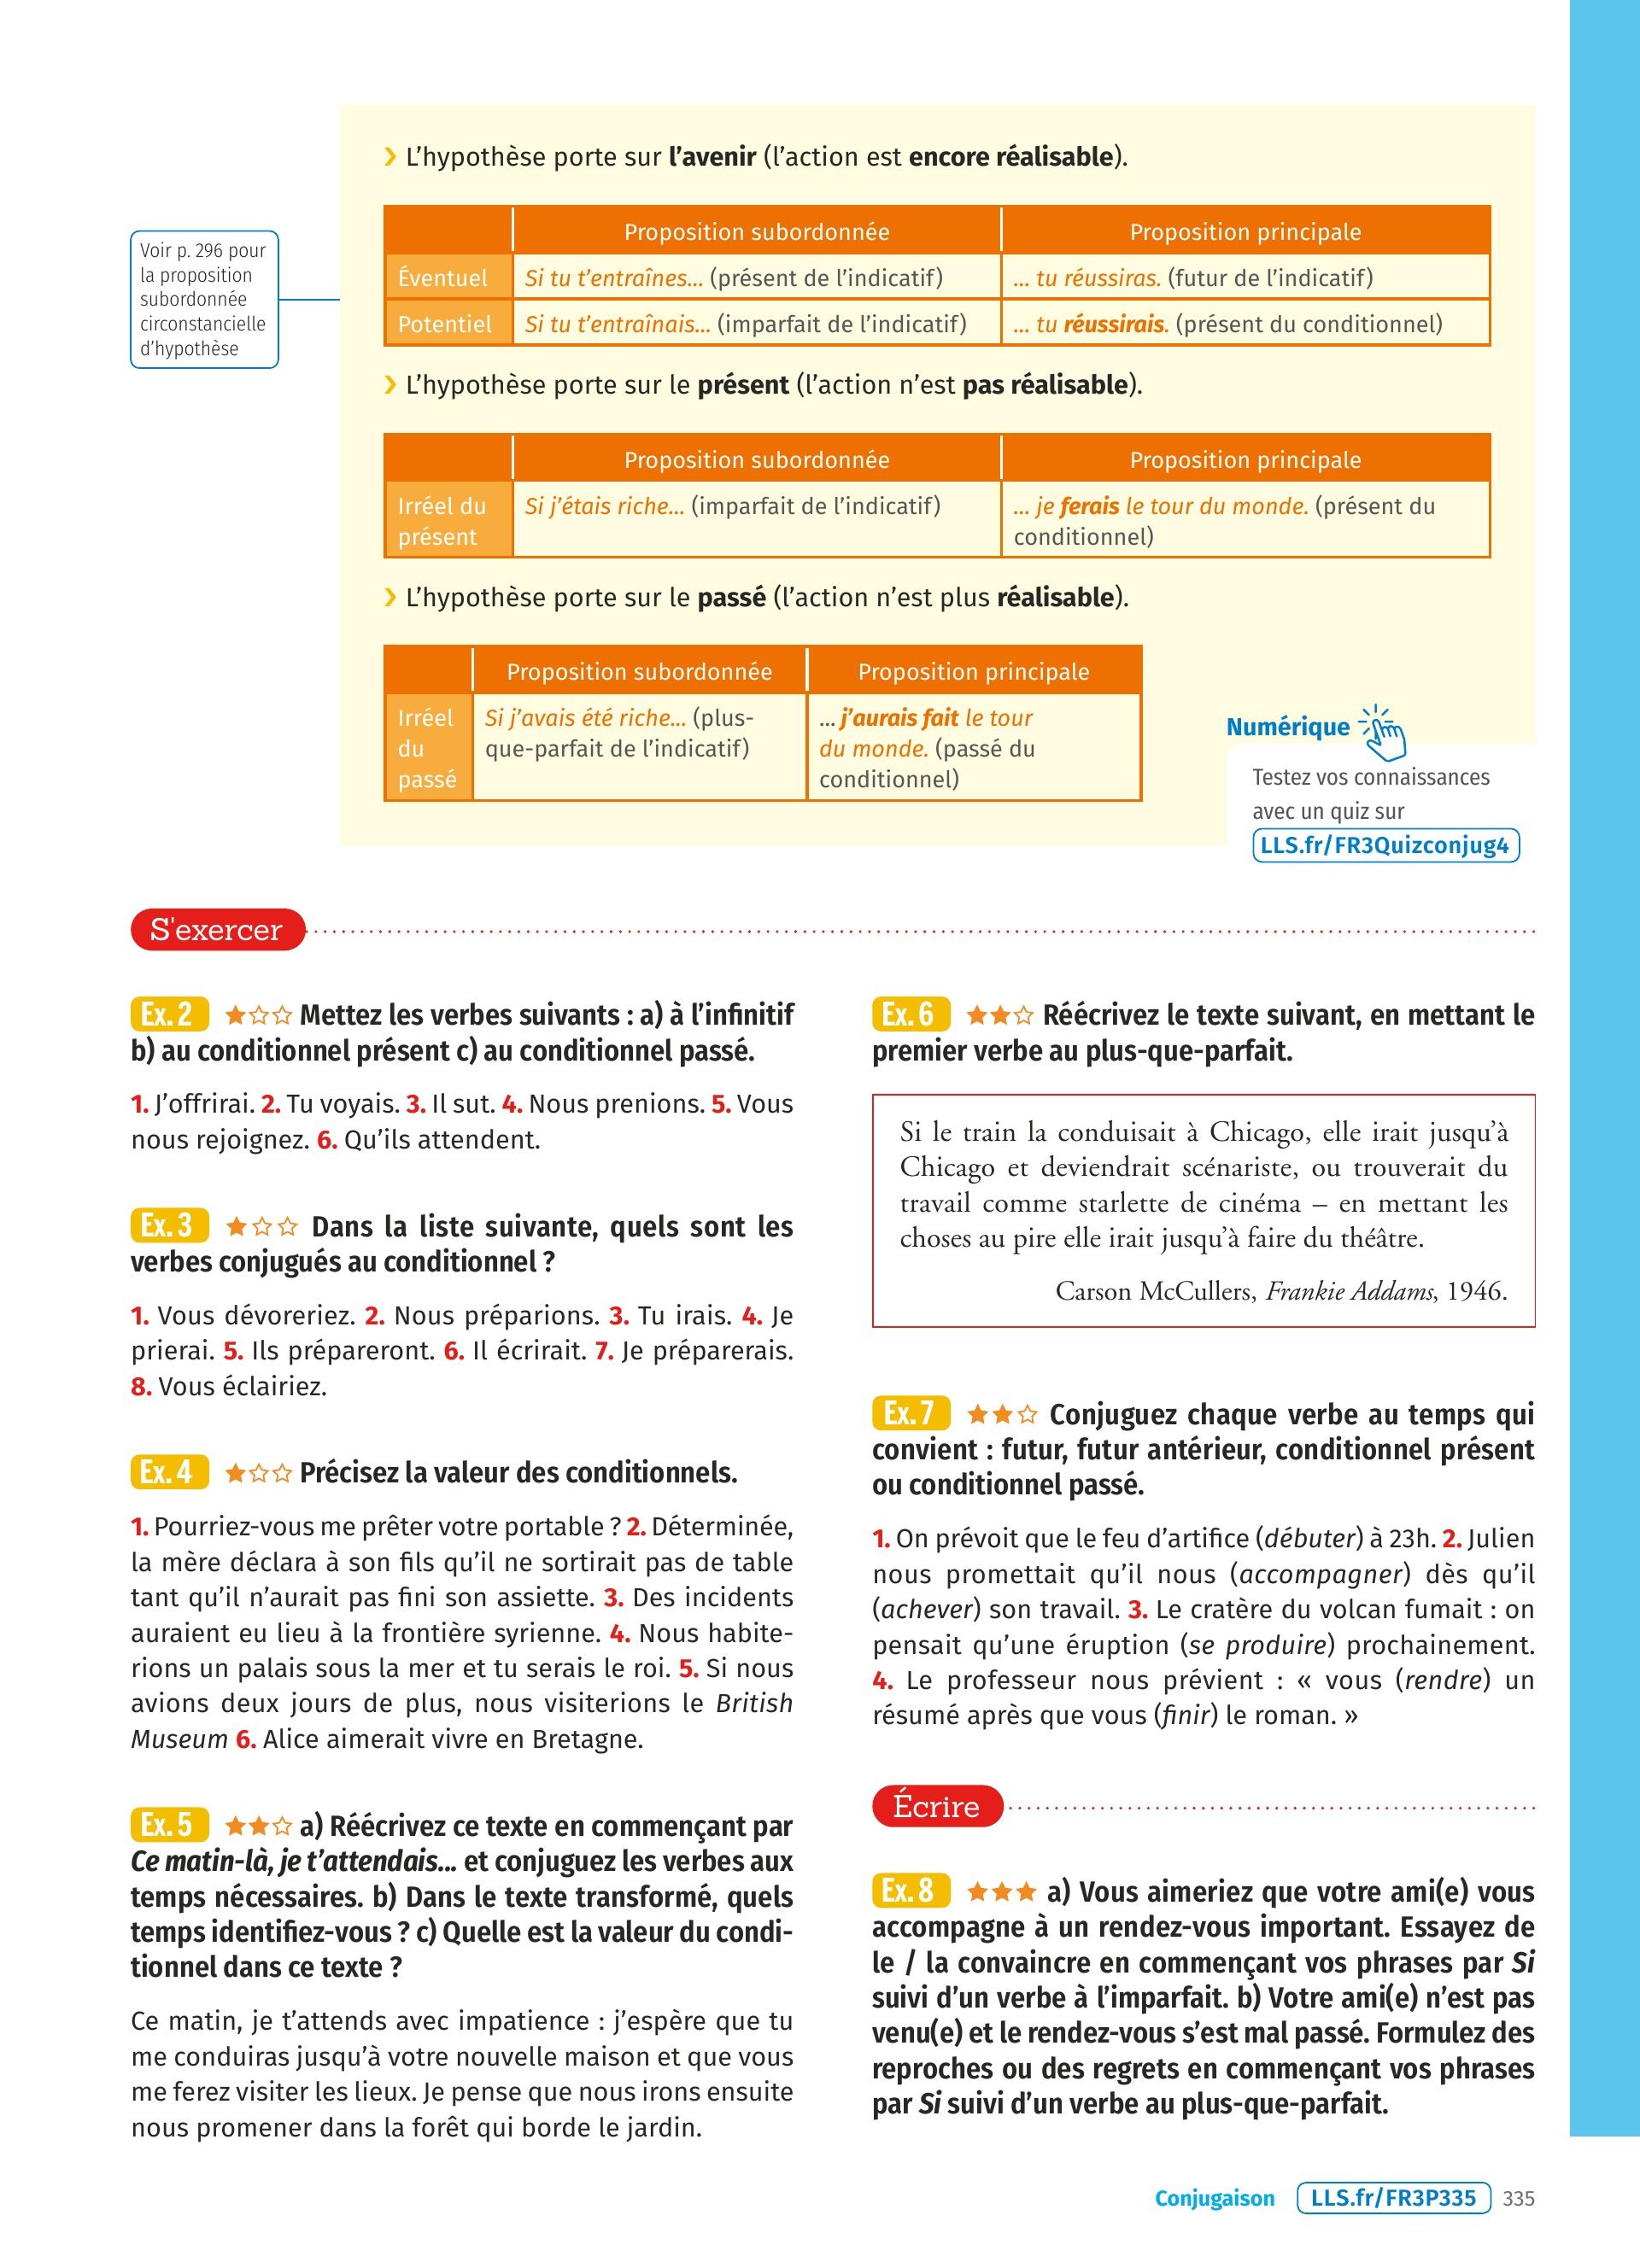 › L’hypothèse porte sur l’avenir (l’action est encore réalisable).
Voir p. 296 pour
la proposition
subordonnée
circonstancielle
d’hypothèse
Proposition subordonnée Proposition principale
Éventuel Si tu t’entraînes... (présent de l’indicatif) ... tu réussiras. (futur de l’indicatif)
Potentiel Si tu t’entraînais... (imparfait de l’indicatif) ... tu réussirais. (présent du conditionnel)
› L’hypothèse porte sur le présent (l’action n’est pas réalisable).
Proposition subordonnée Proposition principale
Irréel du Si j’étais riche... (imparfait de l’indicatif) ... je ferais le tour du monde. (présent du
présent conditionnel)
› L’hypothèse porte sur le passé (l’action n’est plus réalisable).
Proposition subordonnée Proposition principale
Irréel Si j’avais été riche... (plus- ... j’aurais fait le tour
du que-parfait de l’indicatif) du monde. (passé du
passé conditionnel)
Numérique
Testez vos connaissances
avec un quiz sur
LLS.fr/FR3Quizconjug4
S'exercer
Ex. 2 ★☆☆ Mettez les verbes suivants : a) à l’infinitif
b) au conditionnel présent c) au conditionnel passé.
1. J’offrirai. 2. Tu voyais. 3. Il sut. 4. Nous prenions. 5. Vous
nous rejoignez. 6. Qu’ils attendent.
Ex. 3 ★☆☆ Dans la liste suivante, quels sont les
verbes conjugués au conditionnel ?
1. Vous dévoreriez. 2. Nous préparions. 3. Tu irais. 4. Je
prierai. 5. Ils prépareront. 6. Il écrirait. 7. Je préparerais.
8. Vous éclairiez.
Ex. 4 ★☆☆ Précisez la valeur des conditionnels.
1. Pourriez-vous me prêter votre portable ? 2. Déterminée,
la mère déclara à son fils qu’il ne sortirait pas de table
tant qu’il n’aurait pas fini son assiette. 3. Des incidents
auraient eu lieu à la frontière syrienne. 4. Nous habite-
rions un palais sous la mer et tu serais le roi. 5. Si nous
avions deux jours de plus, nous visiterions le British
Museum 6. Alice aimerait vivre en Bretagne.
Ex. 5 ★★☆ a) Réécrivez ce texte en commençant par
Ce matin-là, je t’attendais... et conjuguez les verbes aux
temps nécessaires. b) Dans le texte transformé, quels
temps identifiez-vous ? c) Quelle est la valeur du condi-
tionnel dans ce texte ?
Ce matin, je t’attends avec impatience : j’espère que tu
me conduiras jusqu’à votre nouvelle maison et que vous
me ferez visiter les lieux. Je pense que nous irons ensuite
nous promener dans la forêt qui borde le jardin.
Ex. 6 ★★☆ Réécrivez le texte suivant, en mettant le
premier verbe au plus-que-parfait.
Si le train la conduisait à Chicago, elle irait jusqu’à
Chicago et deviendrait scénariste, ou trouverait du
travail comme starlette de cinéma – en mettant les
choses au pire elle irait jusqu’à faire du théâtre.
Carson McCullers, Frankie Addams, 1946.
Ex. 7 ★★☆ Conjuguez chaque verbe au temps qui
convient : futur, futur antérieur, conditionnel présent
ou conditionnel passé.
1. On prévoit que le feu d’artifice (débuter) à 23h. 2. Julien
nous promettait qu’il nous (accompagner) dès qu’il
(achever) son travail. 3. Le cratère du volcan fumait : on
pensait qu’une éruption (se produire) prochainement.
4. Le professeur nous prévient : « vous (rendre) un
résumé après que vous (finir) le roman. »
Écrire
Ex. 8 ★★★ a) Vous aimeriez que votre ami(e) vous
accompagne à un rendez-vous important. Essayez de
le / la convaincre en commençant vos phrases par Si
suivi d’un verbe à l’imparfait. b) Votre ami(e) n’est pas
venu(e) et le rendez-vous s’est mal passé. Formulez des
reproches ou des regrets en commençant vos phrases
par Si suivi d’un verbe au plus-que-parfait.
Conjugaison LLS.fr/FR3P335 335